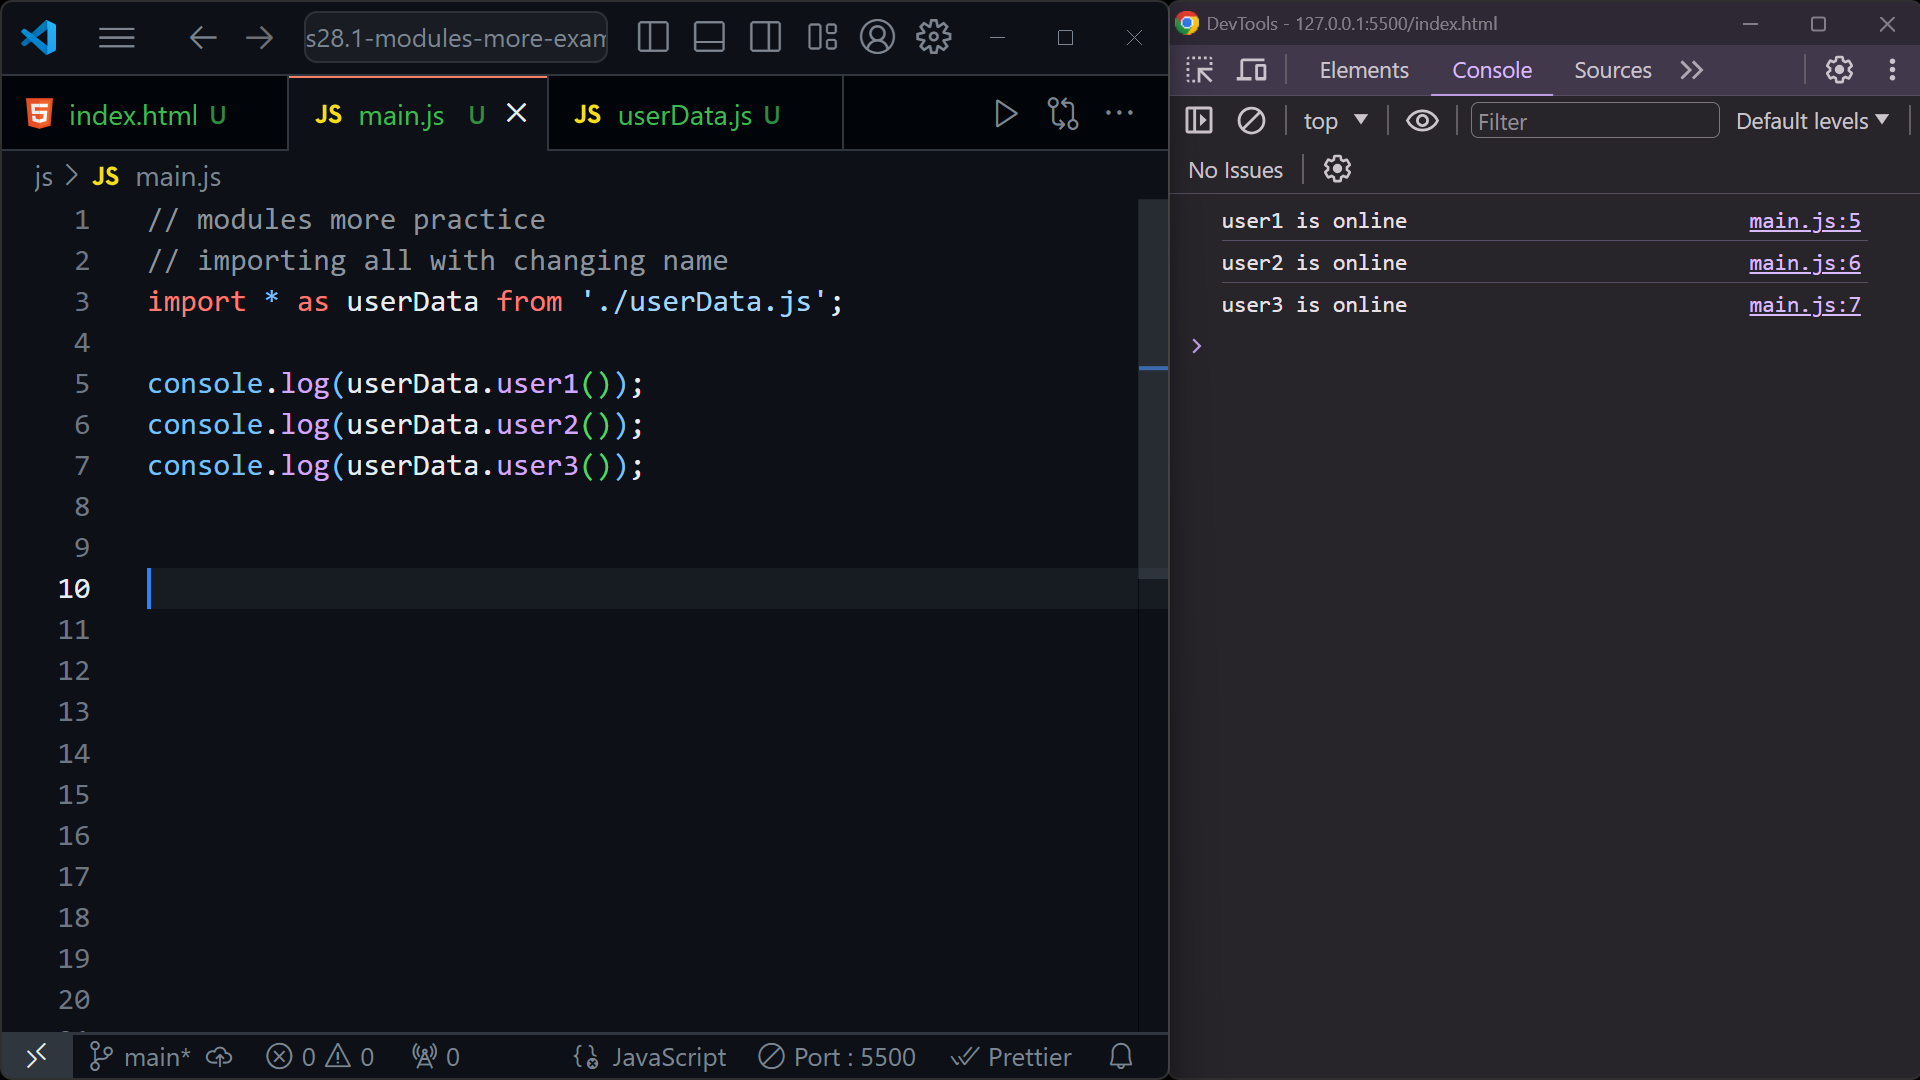 s28.1-modules-more-exam
index.html U
JS main.js U
JS userData.js U
js > JS main.js
1 // modules more practice
2 // importing all with changing name
3 import * as userData from './userData.js';
4
5 console.log(userData.user1());
6 console.log(userData.user2());
7 console.log(userData.user3());
8
9
10
11
12
13
14
15
16
17
18
19
20
main* 0 0 0 JavaScript Port : 5500 Prettier
DevTools - 127.0.0.1:5500/index.html
Elements Console Sources
top Filter Default levels
No Issues
user1 is online main.js:5
user2 is online main.js:6
user3 is online main.js:7